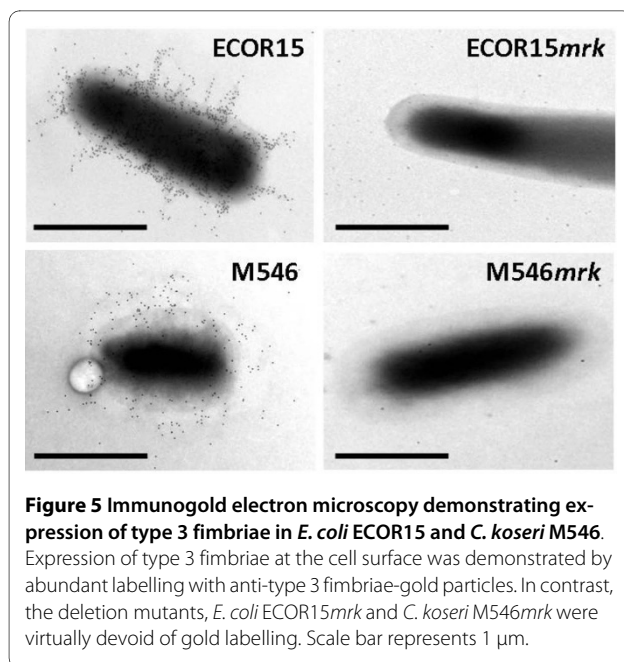 ECOR15
ECOR15mrk
M546
M546mrk
Figure 5 Immunogold electron microscopy demonstrating ex-
pression of type 3 fimbriae in E. coli ECOR15 and C. koseri M546.
Expression of type 3 fimbriae at the cell surface was demonstrated by
abundant labelling with anti-type 3 fimbriae-gold particles. In contrast,
the deletion mutants, E. coli ECOR15mrk and C. koseri M546mrk were
virtually devoid of gold labelling. Scale bar represents 1 μm.